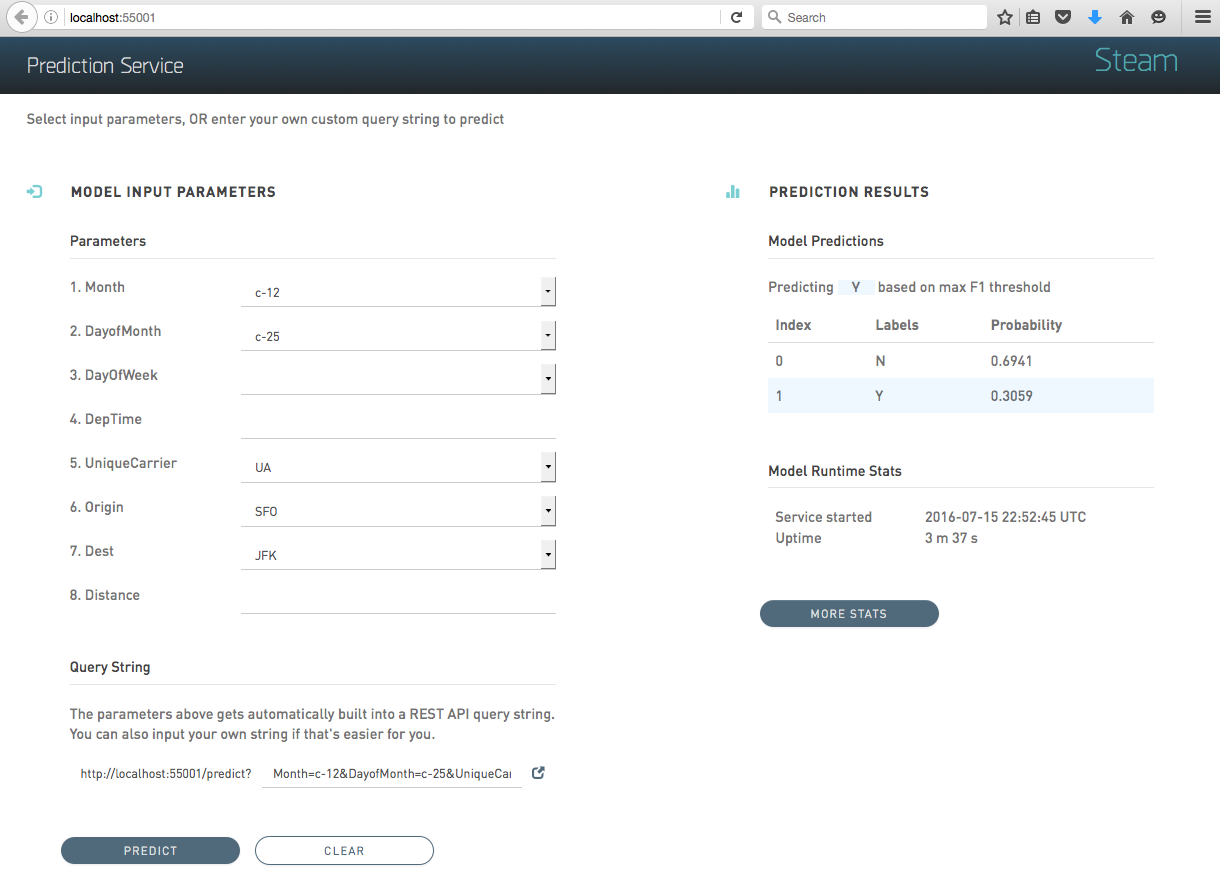 localhost:55001
Search
Prediction Service
Steam
Select input parameters, OR enter your own custom query string to predict
MODEL INPUT PARAMETERS
Parameters
1. Month c-12
2. DayofMonth c-25
3. DayOfWeek
4. DepTime
5. UniqueCarrier UA
6. Origin SFO
7. Dest JFK
8. Distance
Query String
The parameters above gets automatically built into a REST API query string.
You can also input your own string if that's easier for you.
http://localhost:55001/predict? Month=c-12&DayofMonth=c-25&UniqueCar
PREDICT CLEAR
PREDICTION RESULTS
Model Predictions
Predicting Y based on max F1 threshold
Index Labels Probability
0 N 0.6941
1 Y 0.3059
Model Runtime Stats
Service started 2016-07-15 22:52:45 UTC
Uptime 3 m 37 s
MORE STATS